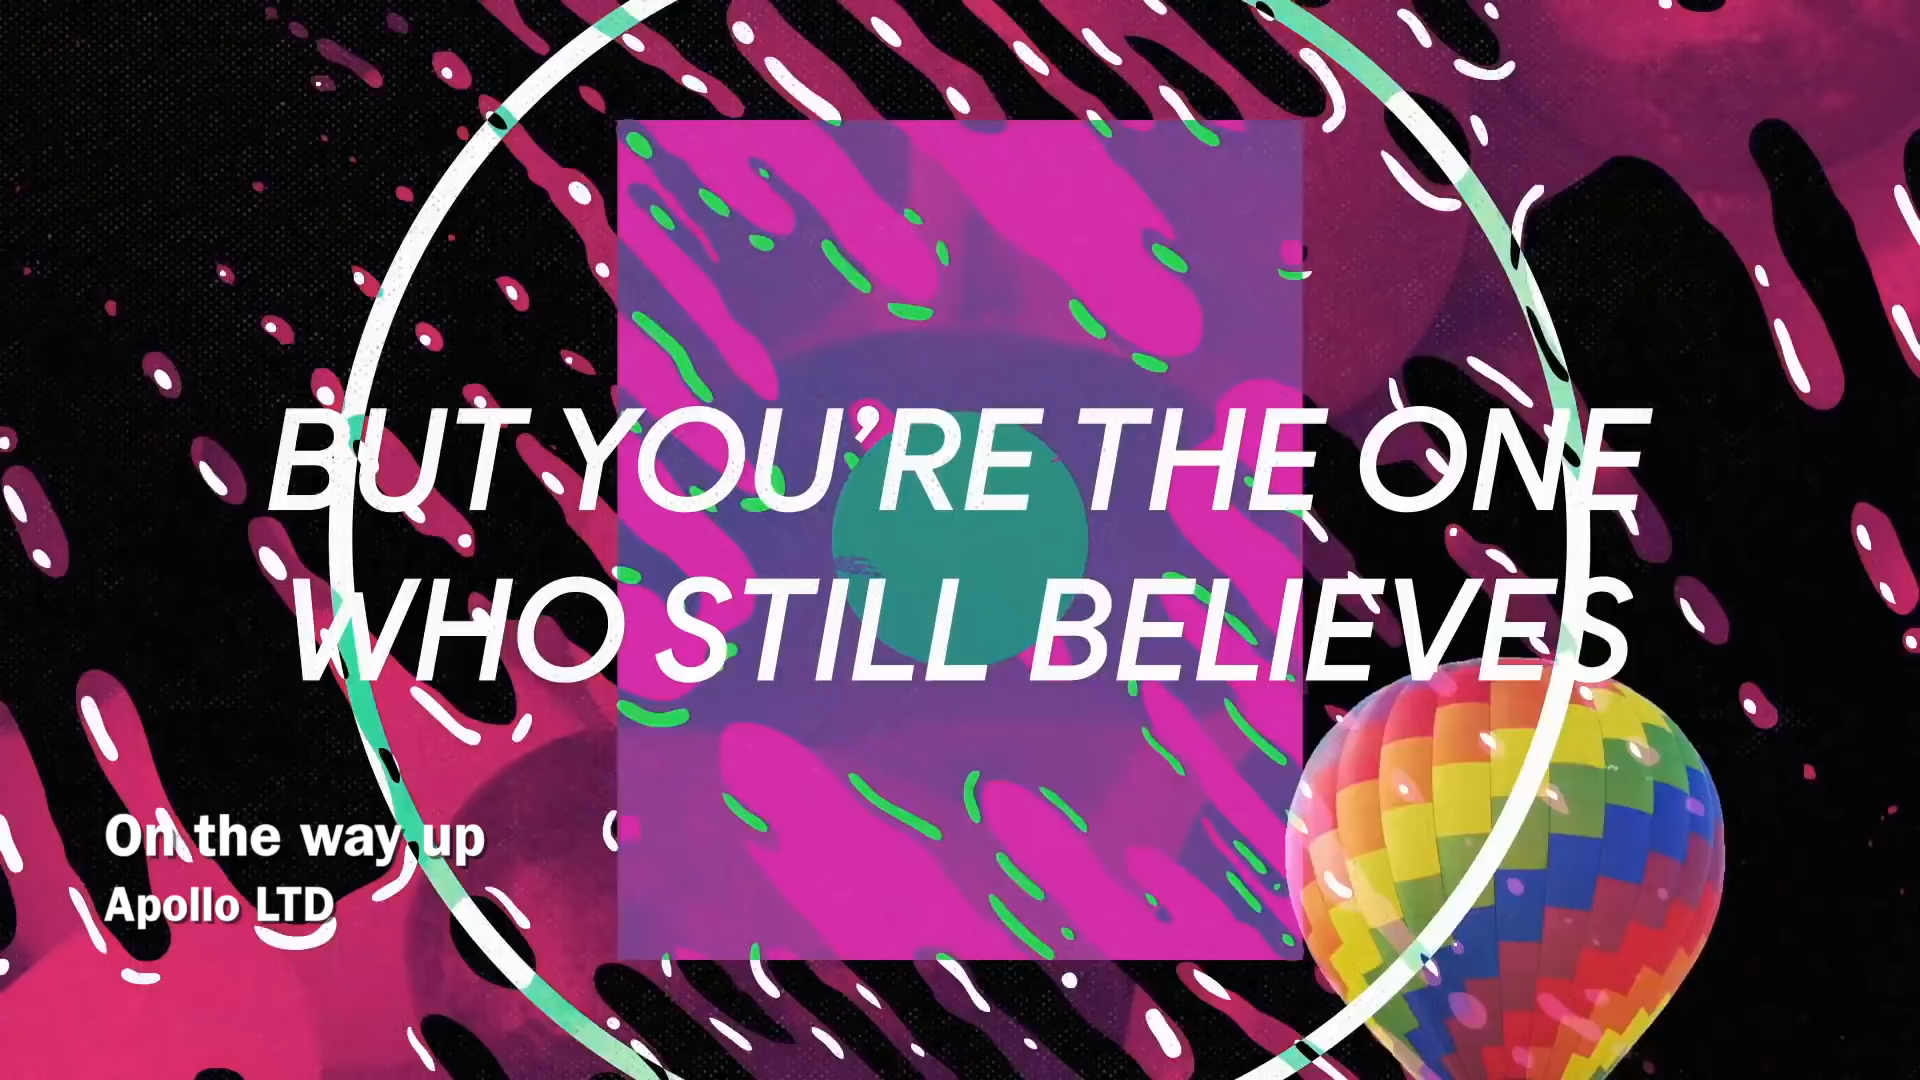 BUT YOU’RE THE ONE
WHO STILL BELIEVES
On the way up
Apollo LTD